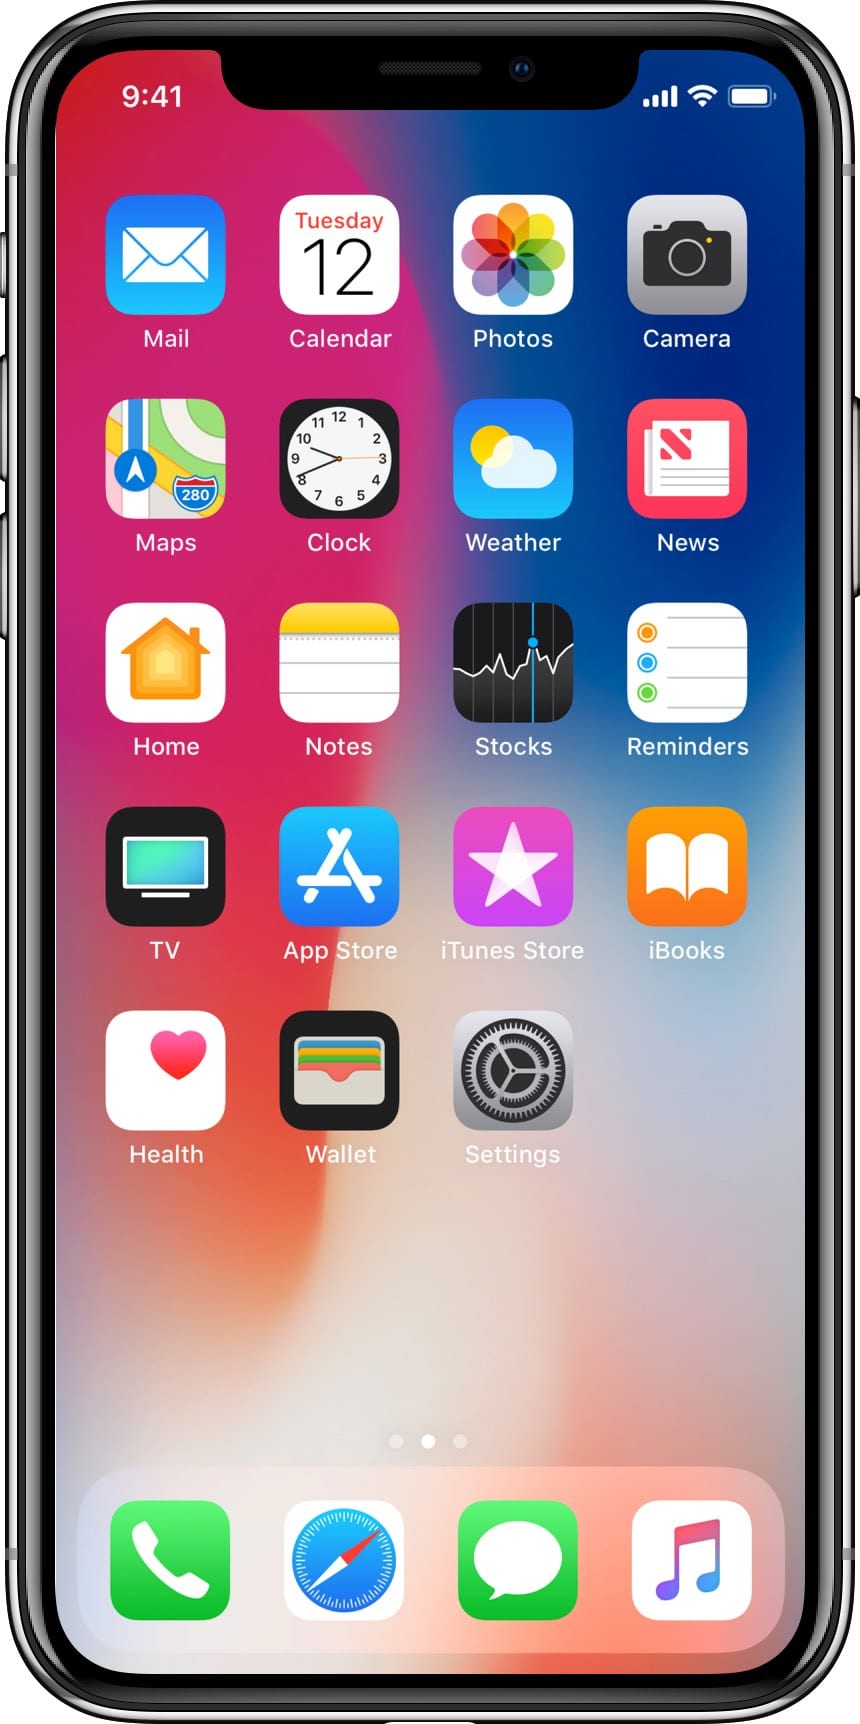 9:41
Tuesday
12
Mail Calendar Photos Camera
12
11 1
10 2
9 3
8 4
7 5
6
280
Maps Clock Weather News
Home Notes Stocks Reminders
TV App Store iTunes Store iBooks
Health Wallet Settings